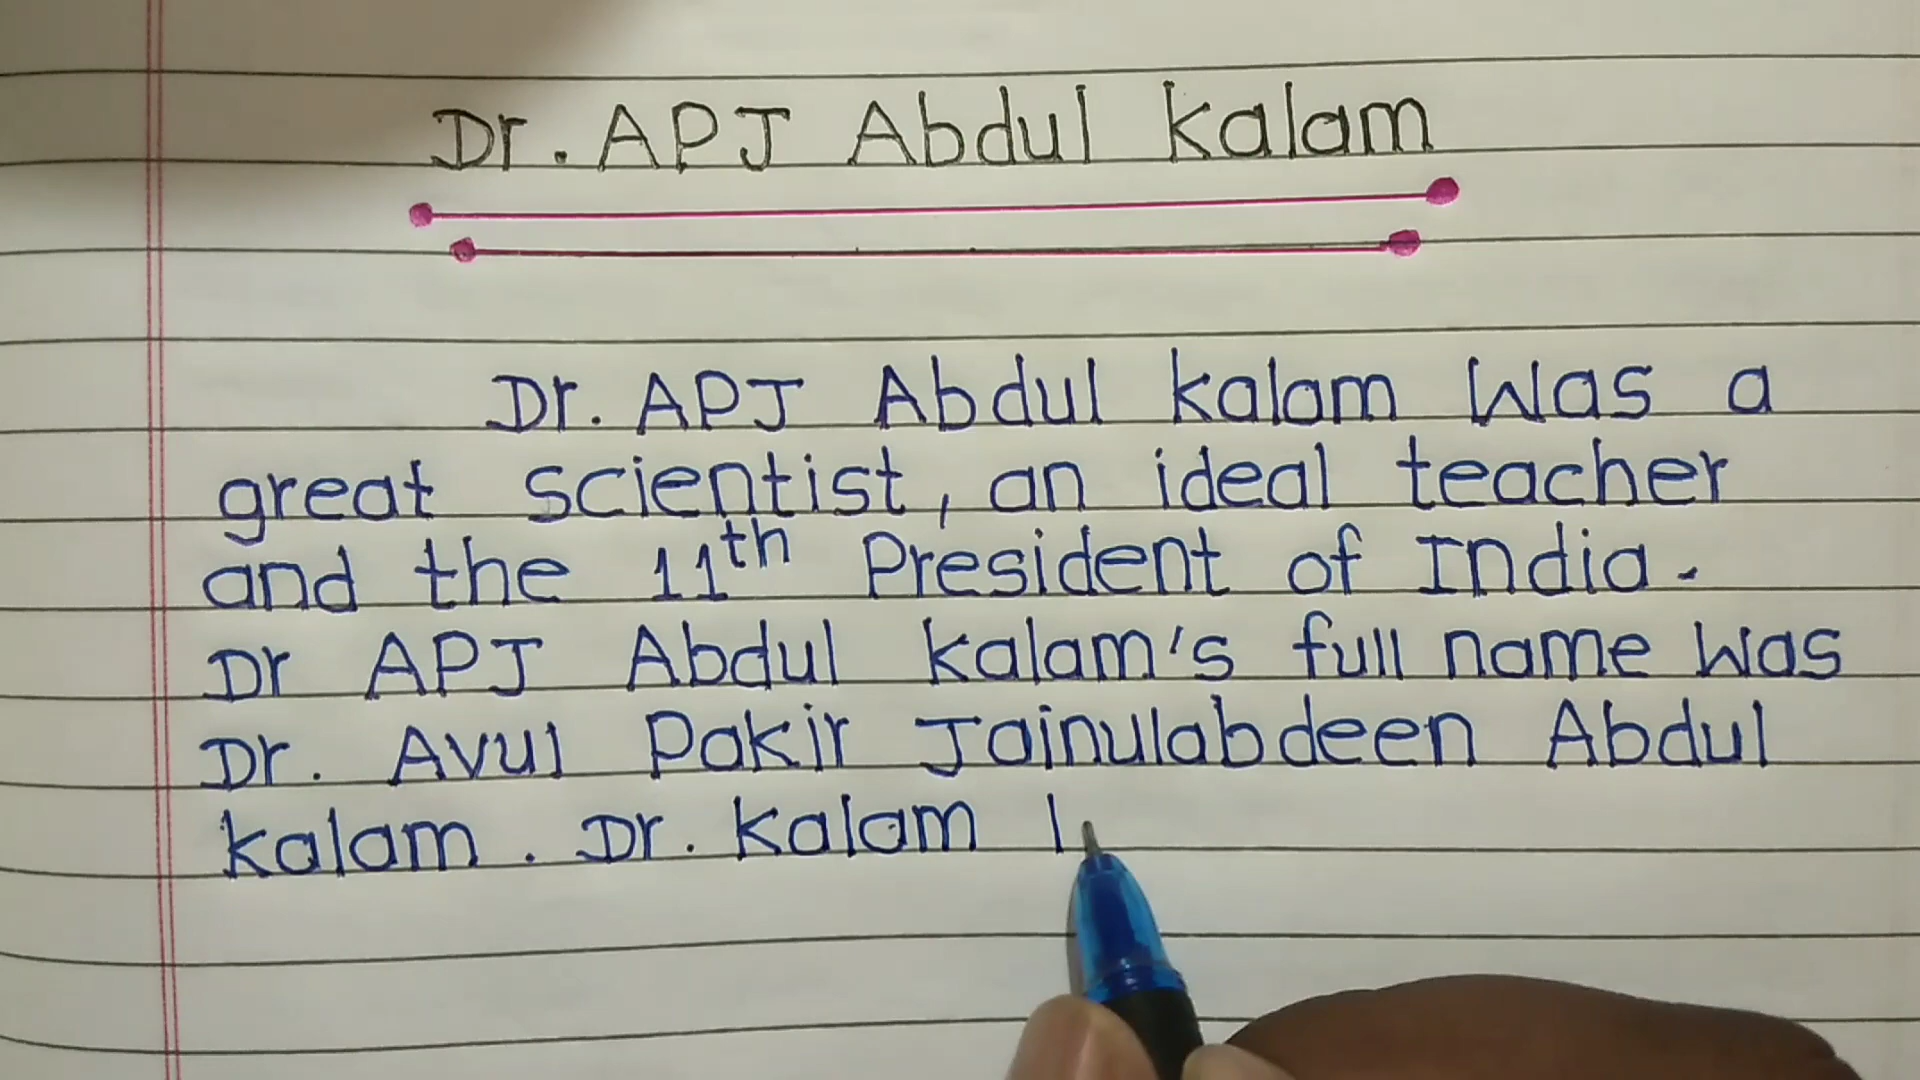 Dr. APJ Abdul Kalam
Dr. APJ Abdul Kalam Was a
great scientist, an ideal teacher
and the 11th President of India.
Dr APJ Abdul Kalam's full name was
Dr. Avul Pakir Jainulabdeen Abdul
Kalam. Dr. Kalam